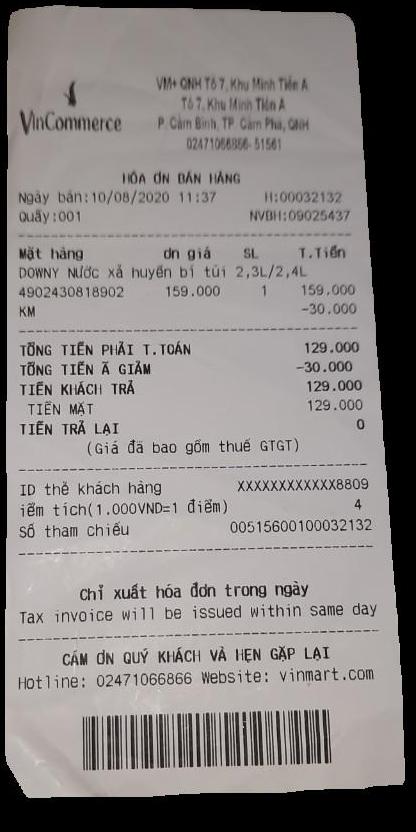 VinCommerce
VM+ QNH Tổ 7, Khu Minh Tiến A
Tổ 7, Khu Minh Tiến A
P. Cẩm Bình, TP. Cẩm Phả, QNH
02471066866-51561
HÓA ƠN BÁN HÀNG
Ngày bán:10/08/2020 11:37 H:00032132
Quầy:001 NVBH:09025437
Mặt hàng ơn giá SL T.Tiền
DOWNY Nước xả huyền bí túi 2,3L/2,4L
4902430818902 159.000 1 159.000
KM -30.000
TỔNG TIỀN PHẢI T.TOÁN 129.000
TỔNG TIỀN Ã GIẢM -30.000
TIỀN KHÁCH TRẢ 129.000
TIỀN MẶT 129.000
TIỀN TRẢ LẠI 0
(Giá đã bao gồm thuế GTGT)
ID thẻ khách hàng XXXXXXXXXXXX8809
iểm tích(1.000VND=1 điểm) 4
Số tham chiếu 00515600100032132
Chỉ xuất hóa đơn trong ngày
Tax invoice will be issued within same day
CẢM ƠN QUÝ KHÁCH VÀ HẸN GẶP LẠI
Hotline: 02471066866 Website: vinmart.com